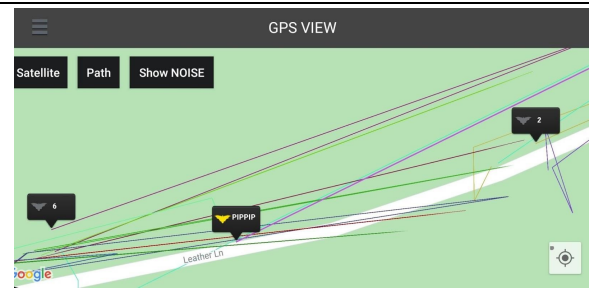 GPS VIEW
Satellite
Path
Show NOISE
2
6
PIPPIP
Leather Ln
Google